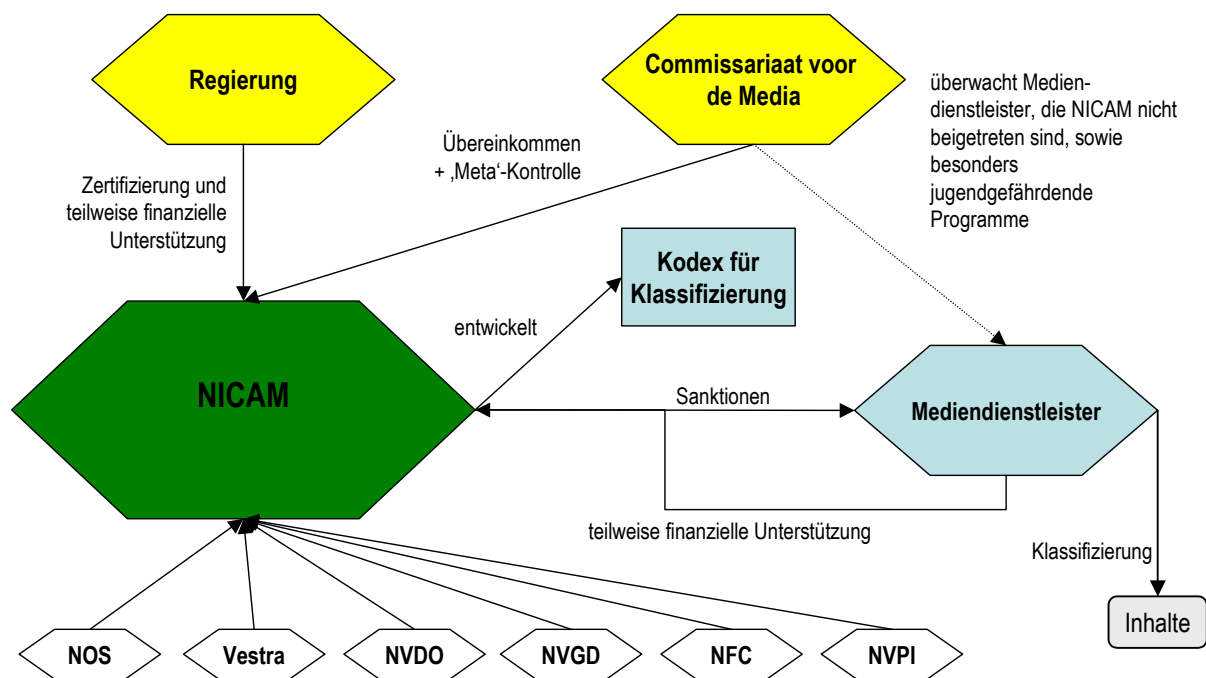 Regierung
Commissariaat voor
de Media
überwacht Medien-
dienstleister, die NICAM nicht
beigetreten sind, sowie
besonders
jugendgefährdende
Programme
Übereinkommen
+ ‚Meta‘-Kontrolle
Zertifizierung und
teilweise finanzielle
Unterstützung
Kodex für
Klassifizierung
entwickelt
NICAM
Sanktionen
Mediendienstleister
teilweise finanzielle Unterstützung
Klassifizierung
Inhalte
NOS
Vestra
NVDO
NVGD
NFC
NVPI